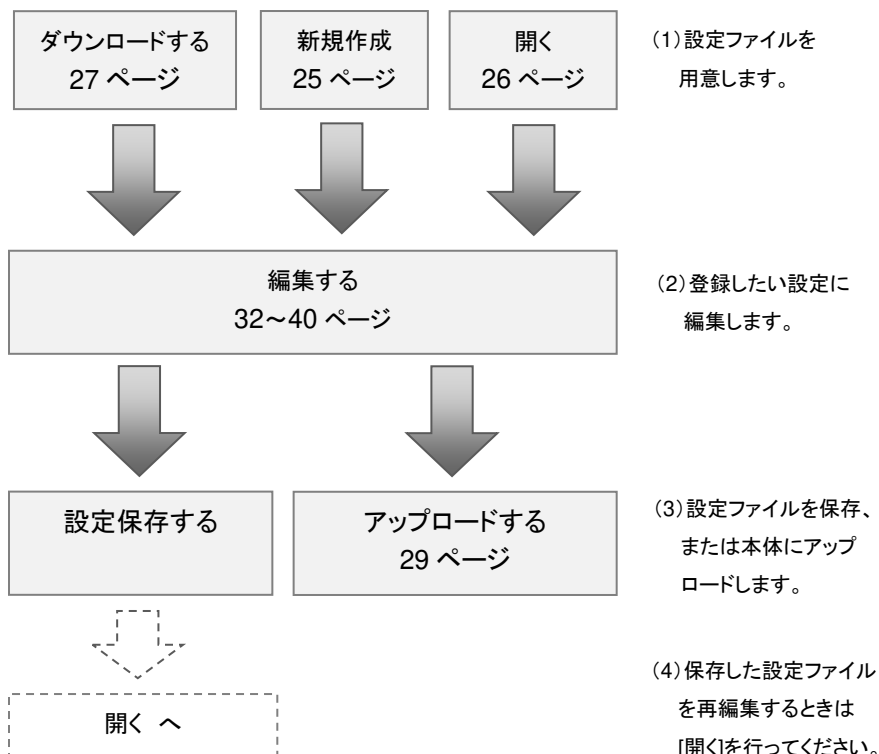 ダウンロードする
27 ページ
新規作成
25 ページ
開く
26 ページ
(1)設定ファイルを
用意します。
編集する
32～40 ページ
(2)登録したい設定に
編集します。
設定保存する
アップロードする
29 ページ
(3)設定ファイルを保存、
または本体にアップ
ロードします。
開く へ
(4)保存した設定ファイル
を再編集するときは
[開く]を行ってください。